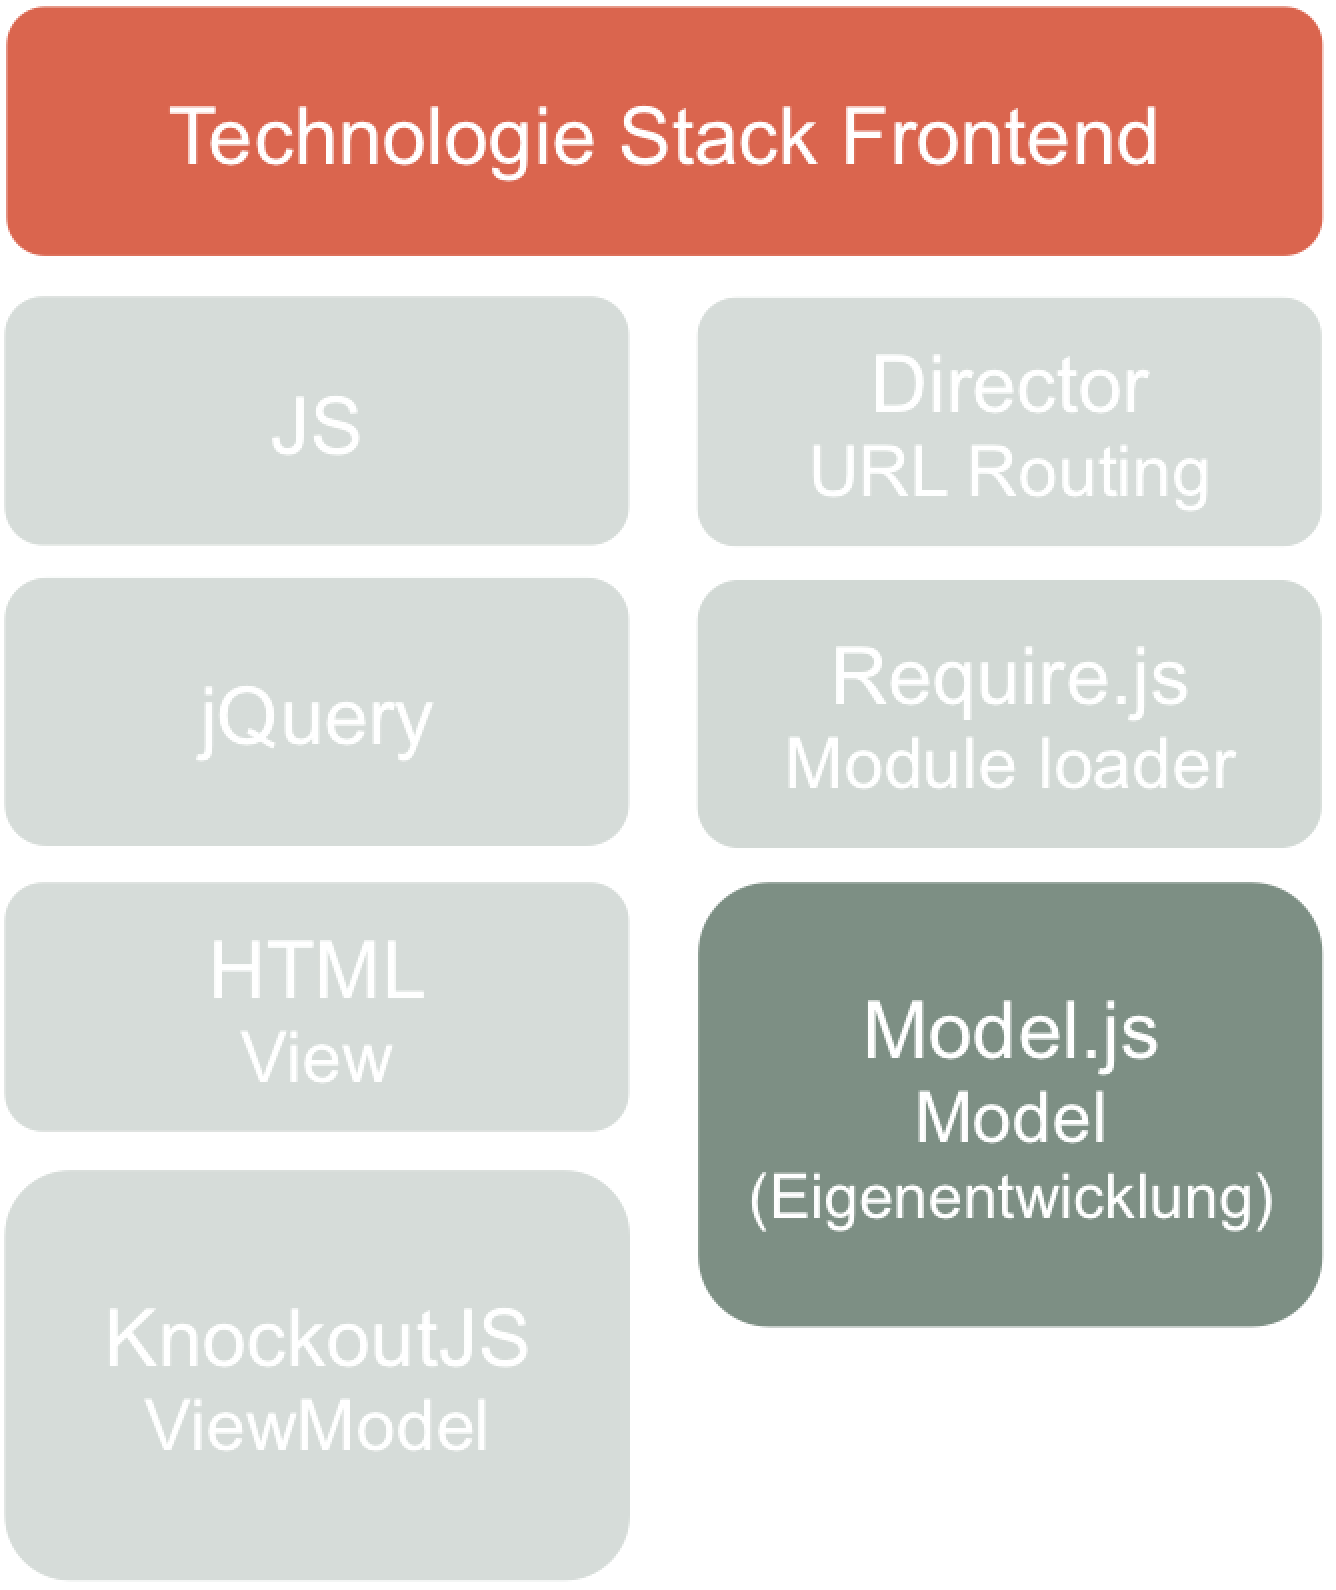 Technologie Stack Frontend
JS
jQuery
HTML
View
KnockoutJS
ViewModel
Director
URL Routing
Require.js
Module loader
Model.js
Model
(Eigenentwicklung)